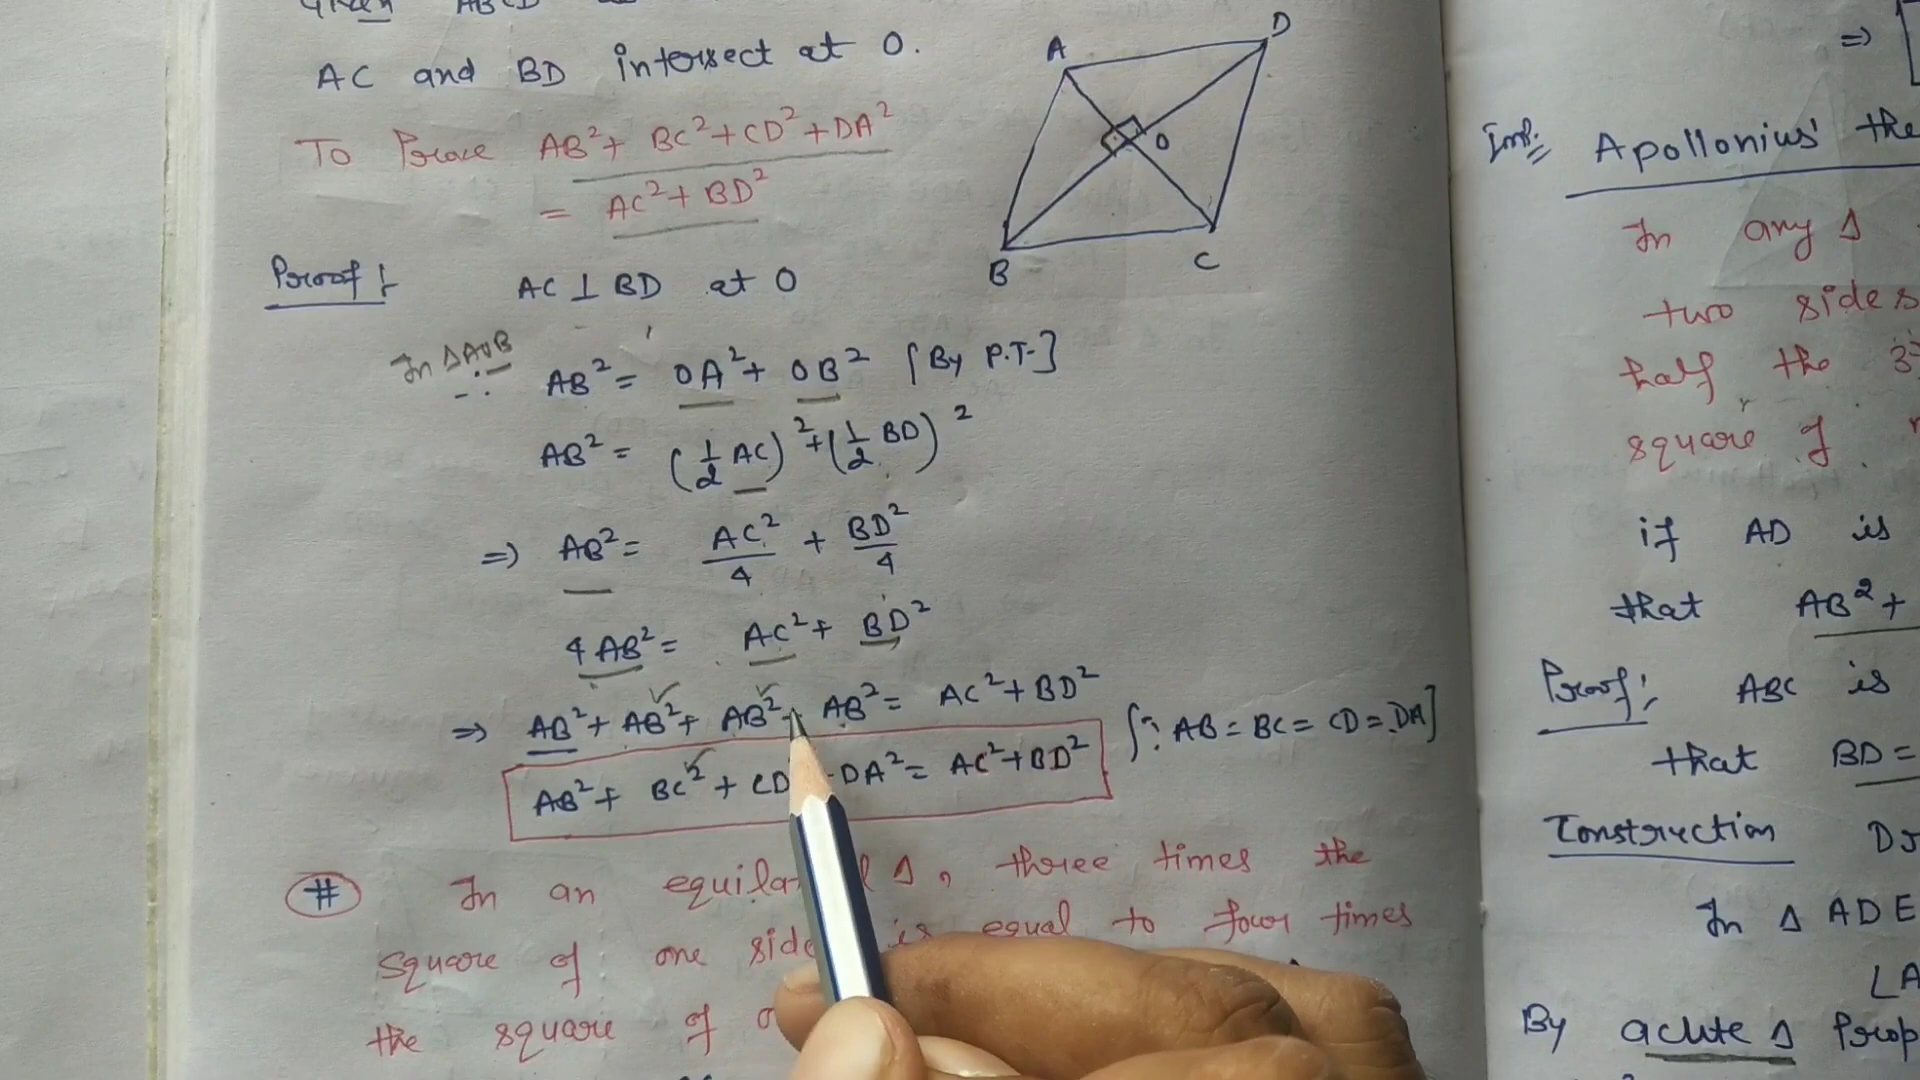 Given ABCD
AC and BD intersect at O.
To Prove AB²+ BC²+CD²+DA²
= AC²+ BD²
A
D
O
B
C
Proof :
AC ⊥ BD at O
In ΔAOB
∴ AB² = OA²+ OB² [By P.T.]
AB² = (1/2 AC)²+(1/2 BD)²
=) AB² = AC²/4 + BD²/4
4AB² = AC²+ BD²
=) AB²+ AB²+ AB² AB² = AC²+BD²
AB²+ BC²+ CD DA² = AC²+BD² [∵ AB = BC = CD = DA]
# In an Δ, three times the
square of one side is equal to four times
the square of
=)
Imp:
Apollonius' the
In any Δ
two sides
half the
square of
if AD is
that AB²+
Proof: ABC is
that BD =
Construction
In Δ ADE
∠A
By acute Δ Prop